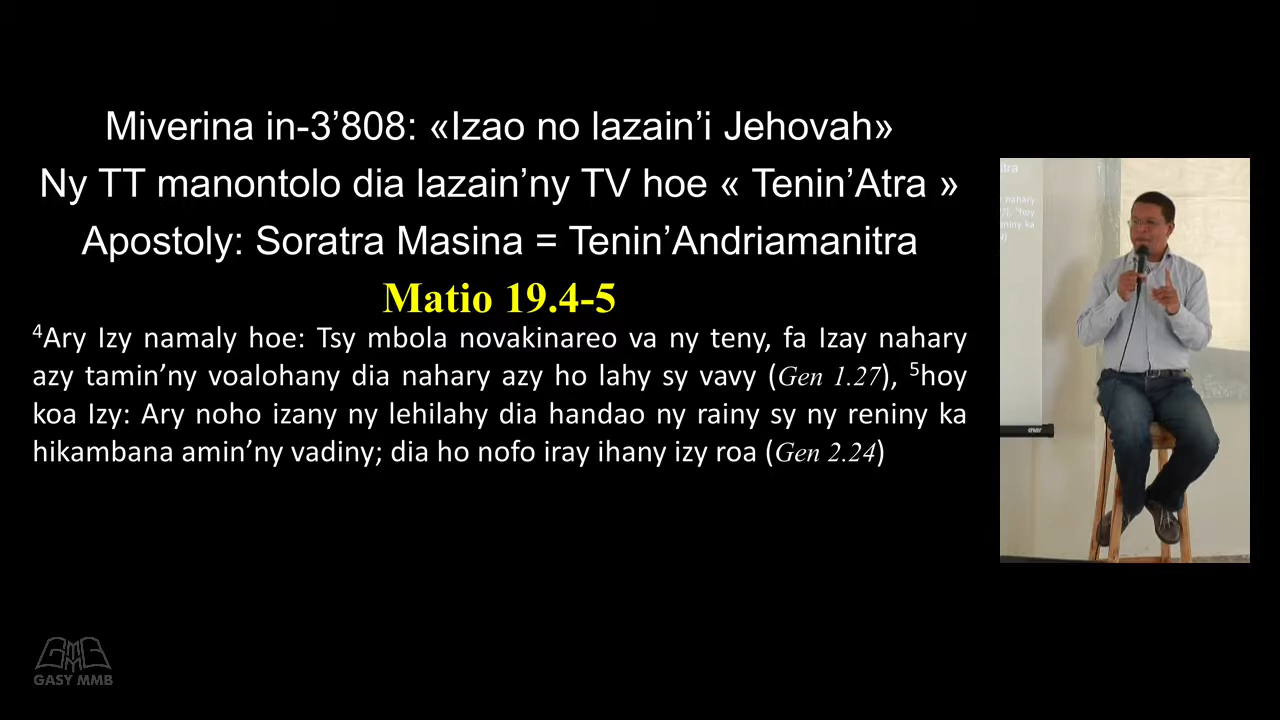 Miverina in-3’808: «Izao no lazain’i Jehovah»
Ny TT manontolo dia lazain’ny TV hoe « Tenin’Atra »
Apostoly: Soratra Masina = Tenin’Andriamanitra
Matio 19.4-5
⁴Ary Izy namaly hoe: Tsy mbola novakinareo va ny teny, fa Izay nahary
azy tamin’ny voalohany dia nahary azy ho lahy sy vavy (Gen 1.27), ⁵hoy
koa Izy: Ary noho izany ny lehilahy dia handao ny rainy sy ny reniny ka
hikambana amin’ny vadiny; dia ho nofo iray ihany izy roa (Gen 2.24)
GASY MMB